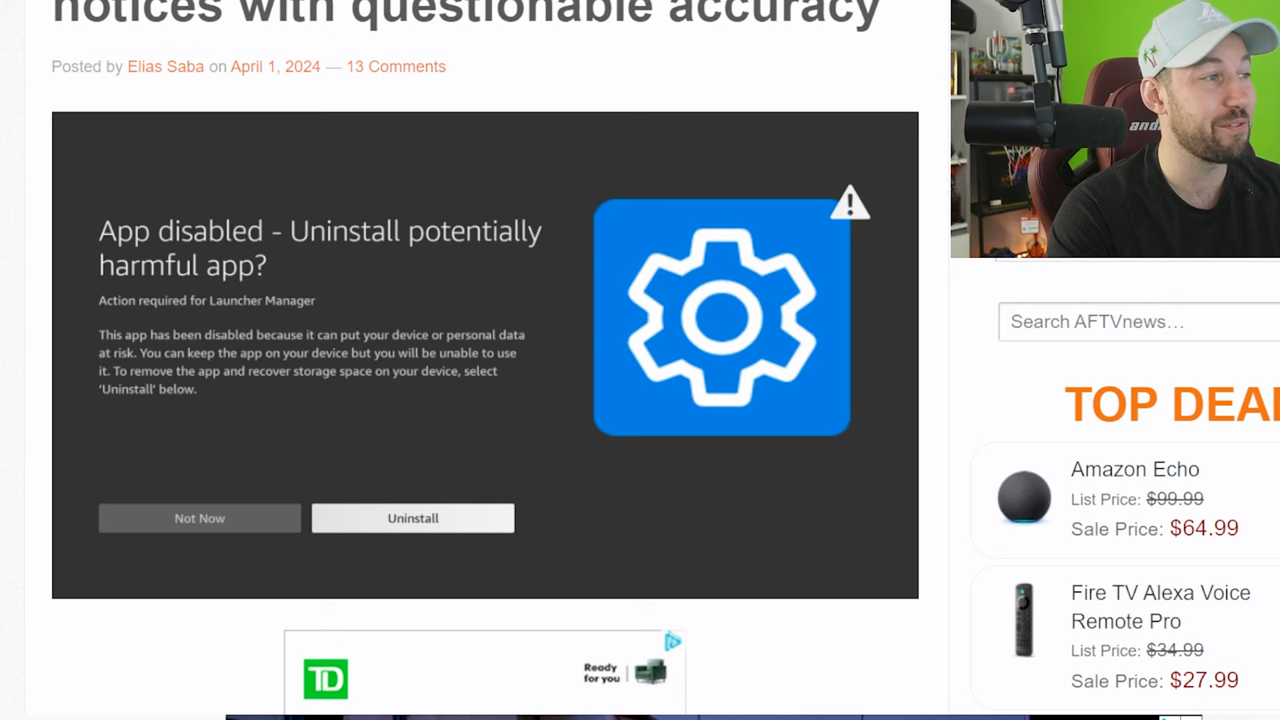 notices with questionable accuracy
Posted by Elias Saba on April 1, 2024 — 13 Comments
App disabled - Uninstall potentially
harmful app?
Action required for Launcher Manager
This app has been disabled because it can put your device or personal data
at risk. You can keep the app on your device but you will be unable to use
it. To remove the app and recover storage space on your device, select
'Uninstall' below.
Not Now
Uninstall
TD
Ready
for you
LA
Search AFTVnews…
TOP DEA
Amazon Echo
List Price: $99.99
Sale Price: $64.99
Fire TV Alexa Voice
Remote Pro
List Price: $34.99
Sale Price: $27.99